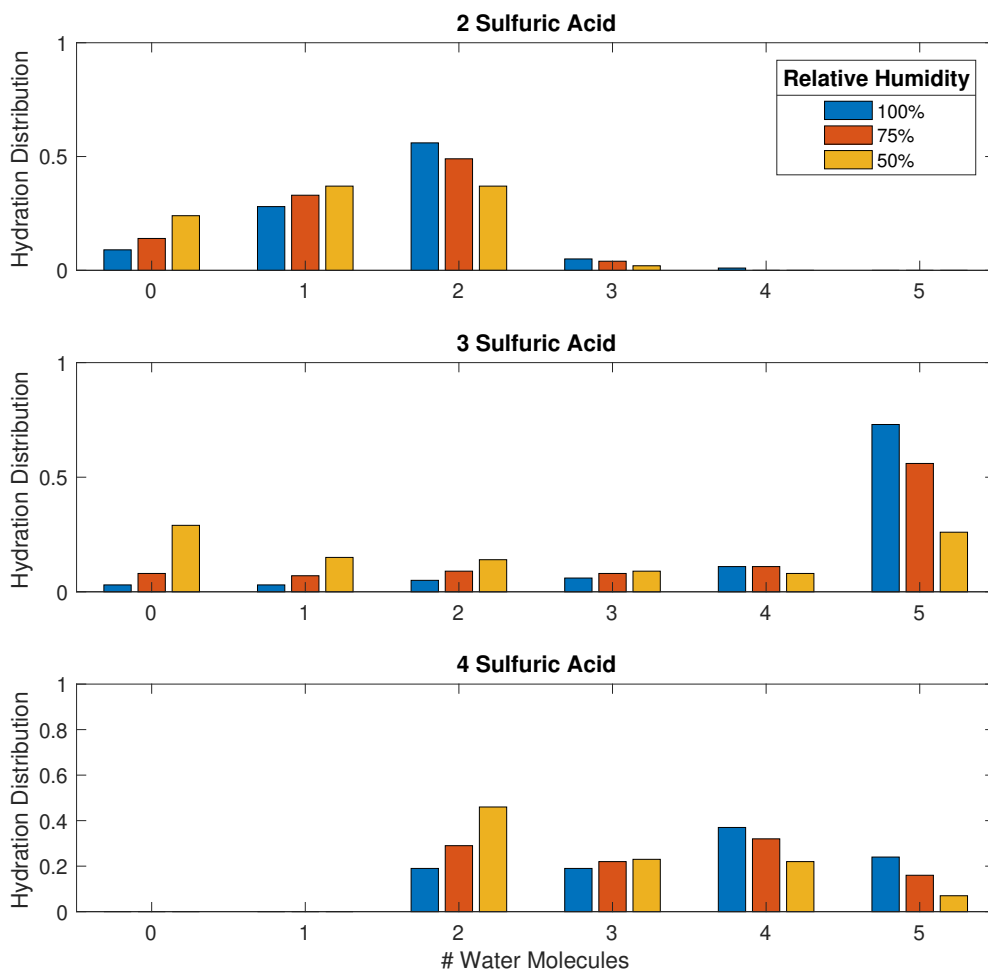 2 Sulfuric Acid
Hydration Distribution
1
0.5
0
0 1 2 3 4 5
Relative Humidity
100%
75%
50%
3 Sulfuric Acid
Hydration Distribution
1
0.5
0
0 1 2 3 4 5
4 Sulfuric Acid
Hydration Distribution
1
0.8
0.6
0.4
0.2
0
0 1 2 3 4 5
# Water Molecules